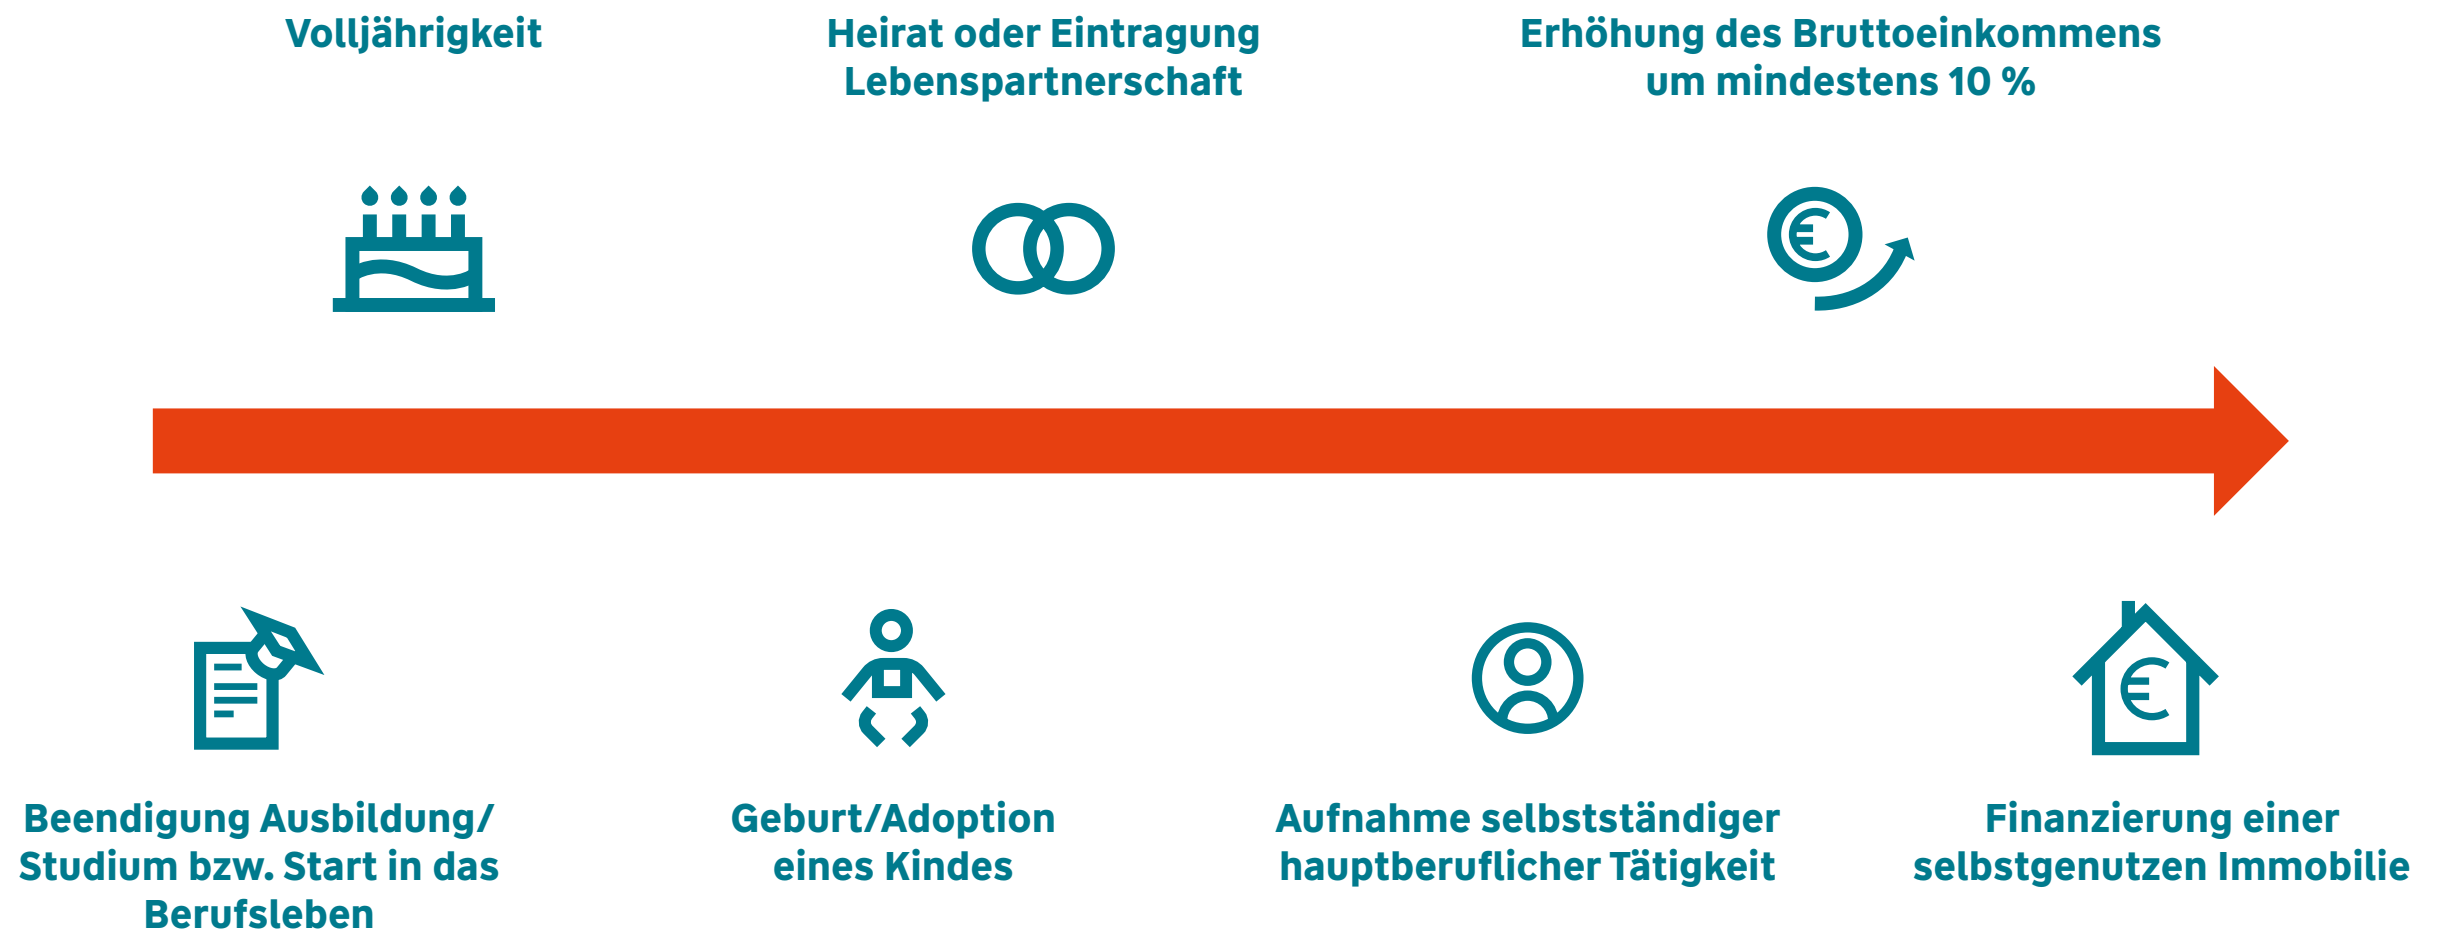 Volljährigkeit
Heirat oder Eintragung
Lebenspartnerschaft
Erhöhung des Bruttoeinkommens
um mindestens 10 %
Beendigung Ausbildung/
Studium bzw. Start in das
Berufsleben
Geburt/Adoption
eines Kindes
Aufnahme selbstständiger
hauptberuflicher Tätigkeit
Finanzierung einer
selbstgenutzen Immobilie